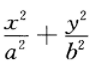 x²/a² + y²/b²